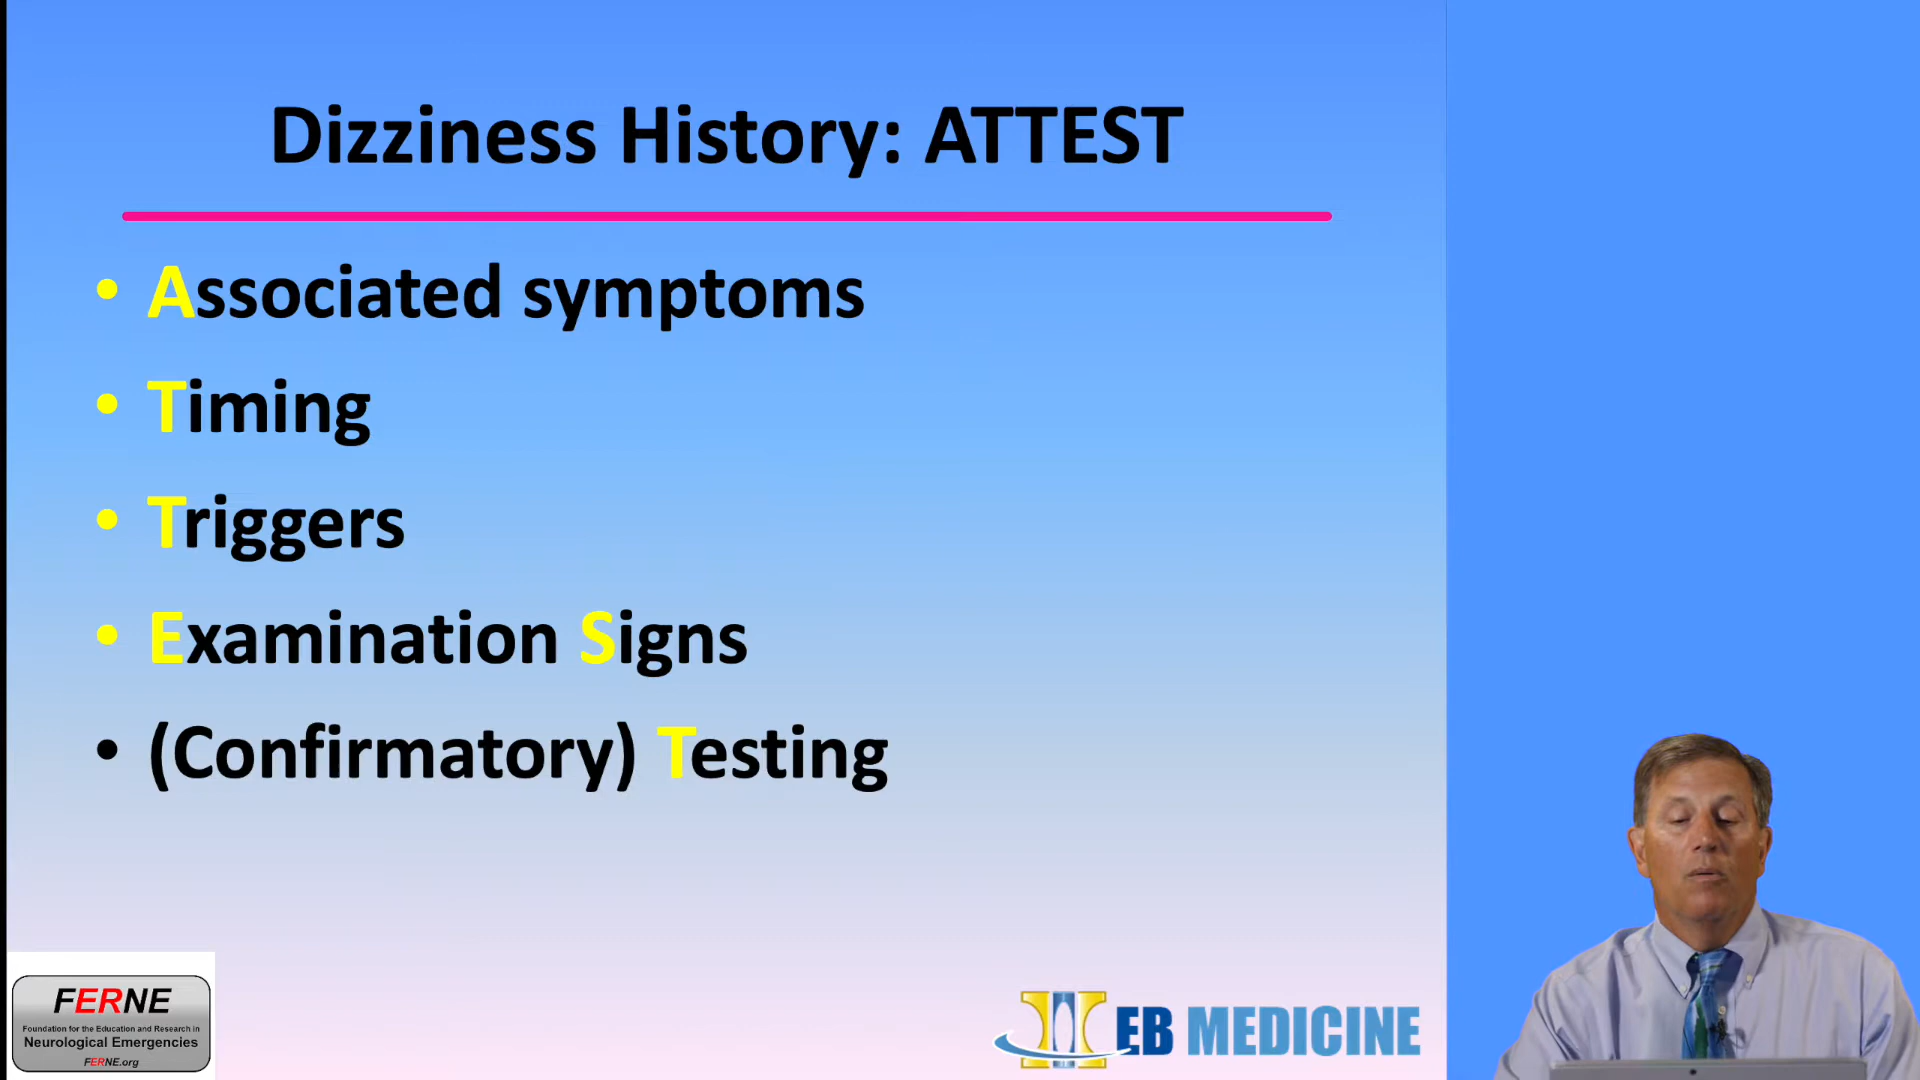 Dizziness History: ATTEST
• Associated symptoms
• Timing
• Triggers
• Examination Signs
• (Confirmatory) Testing
FERNE
Foundation for the Education and Research in
Neurological Emergencies
FERNE.org
EB MEDICINE